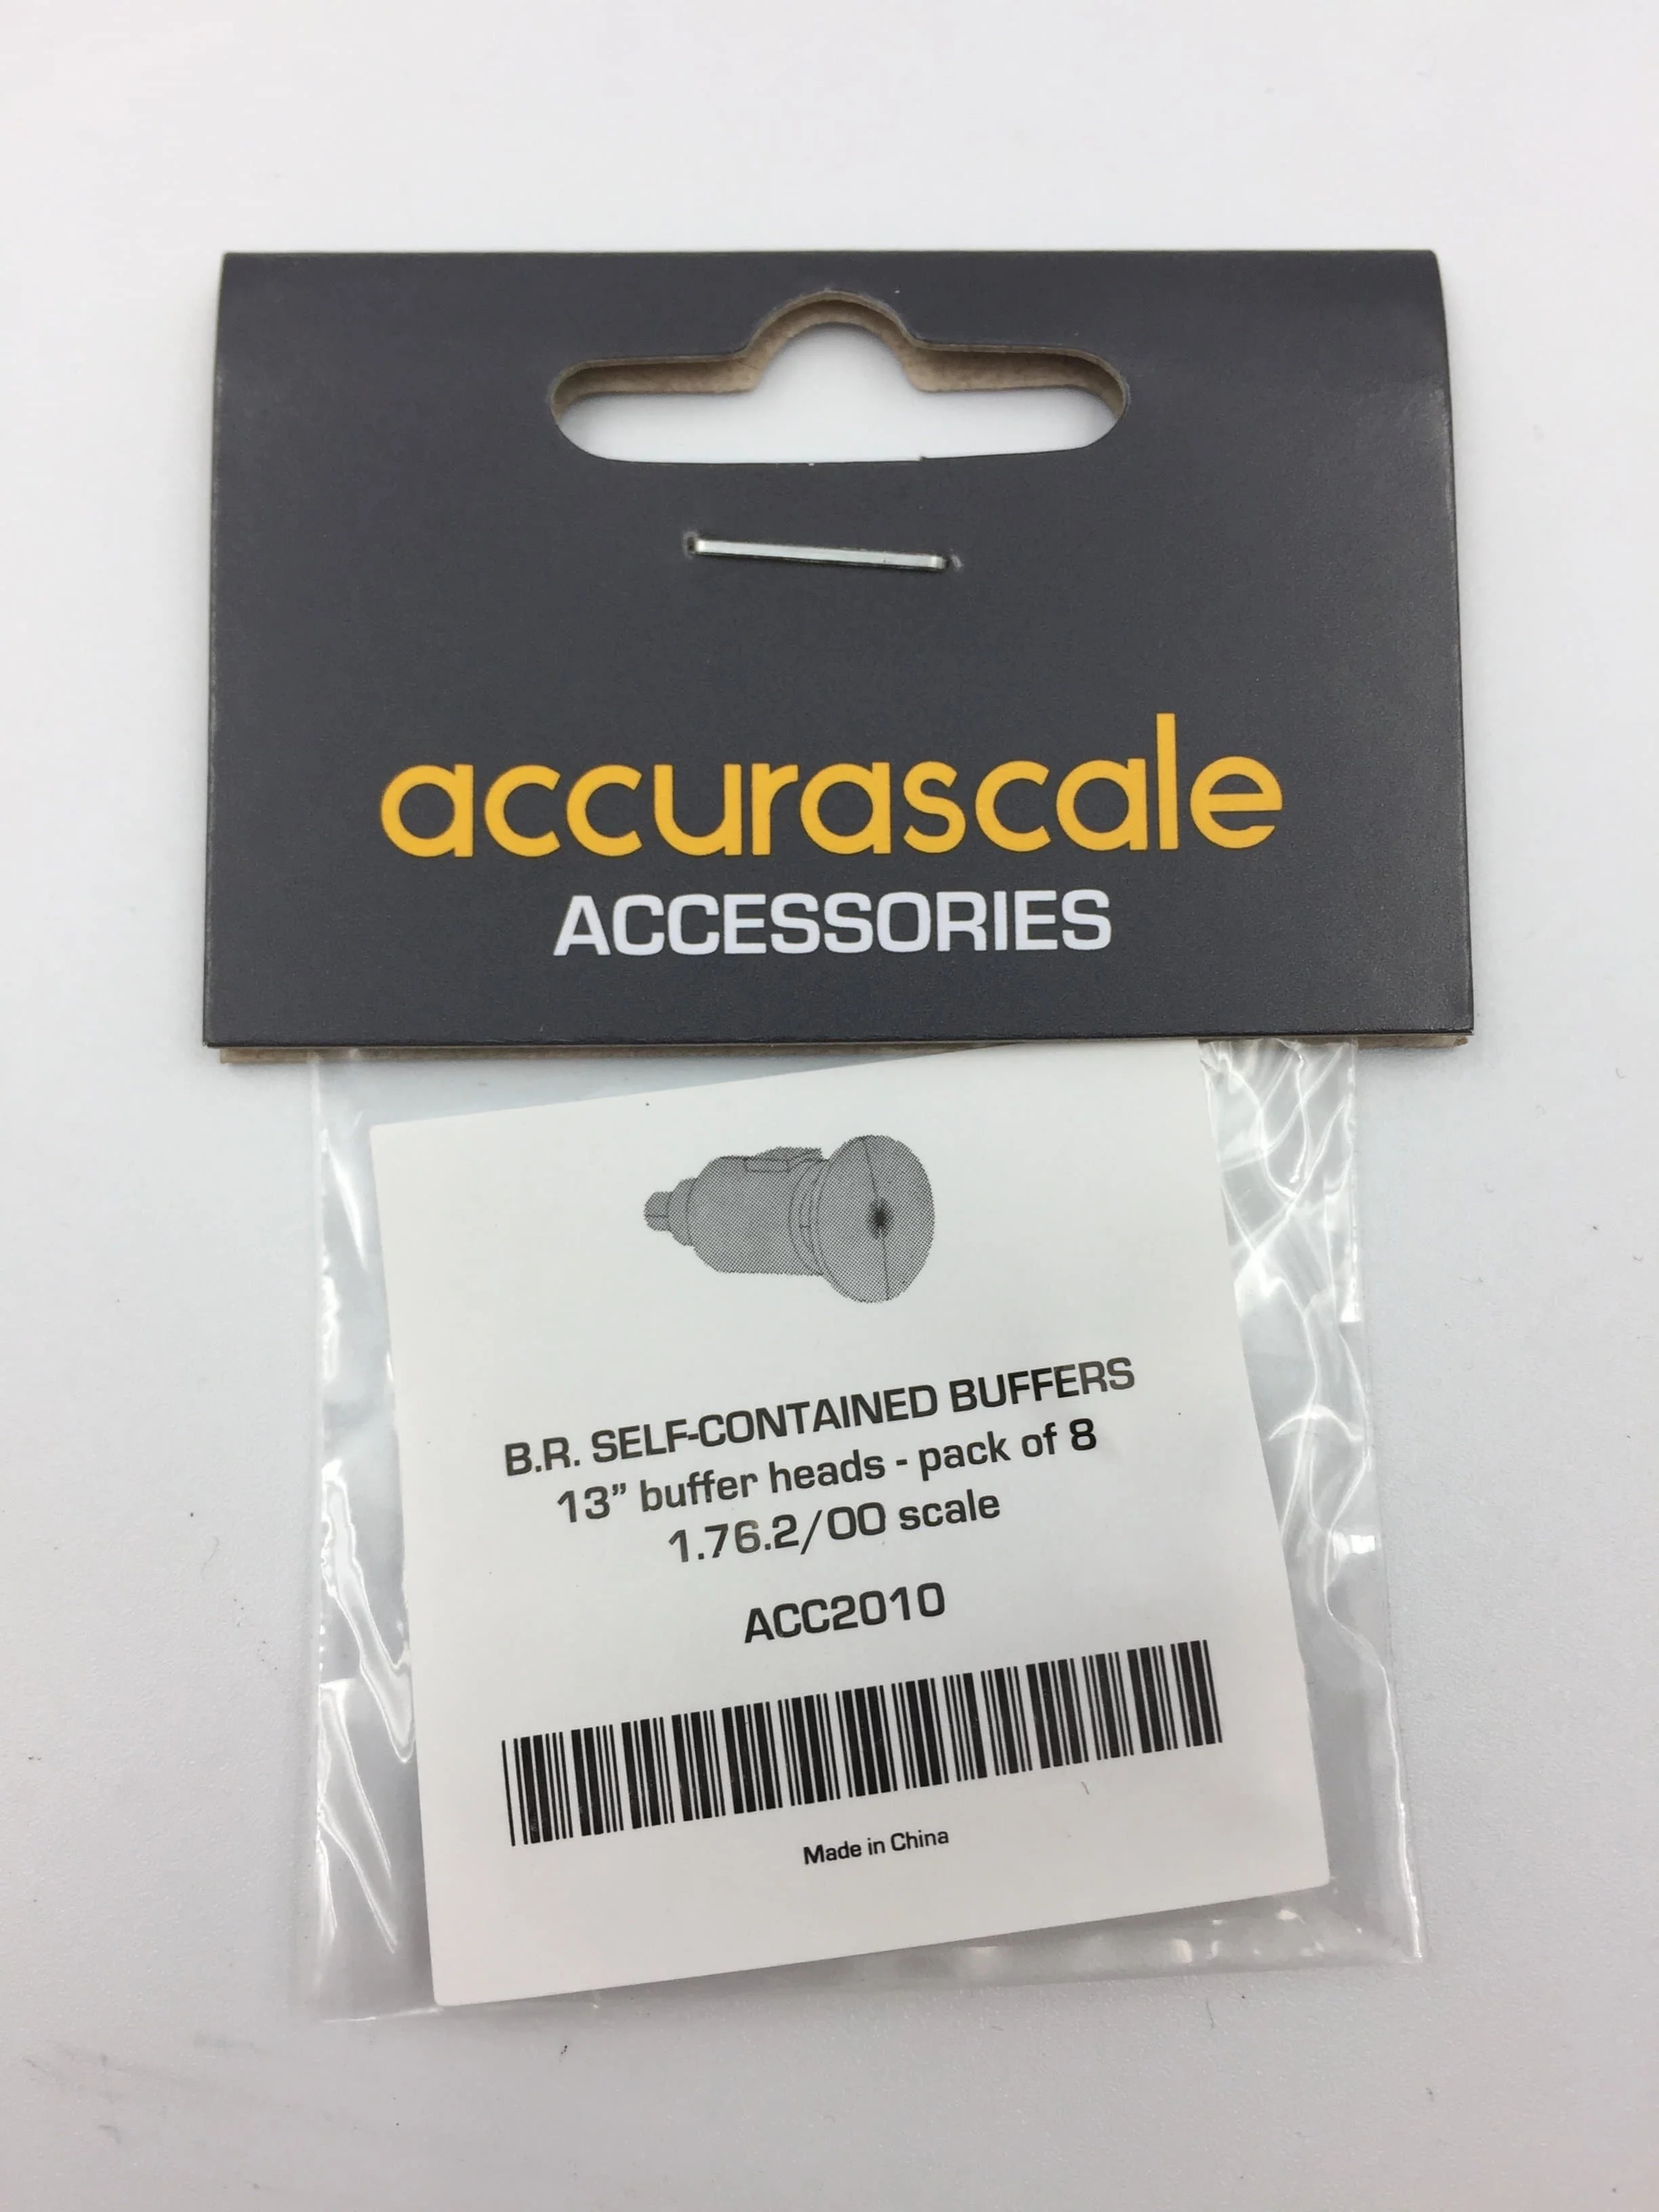 accurascale
ACCESSORIES
B.R. SELF-CONTAINED BUFFERS
13” buffer heads - pack of 8
1.76.2/00 scale
ACC2010
Made in China